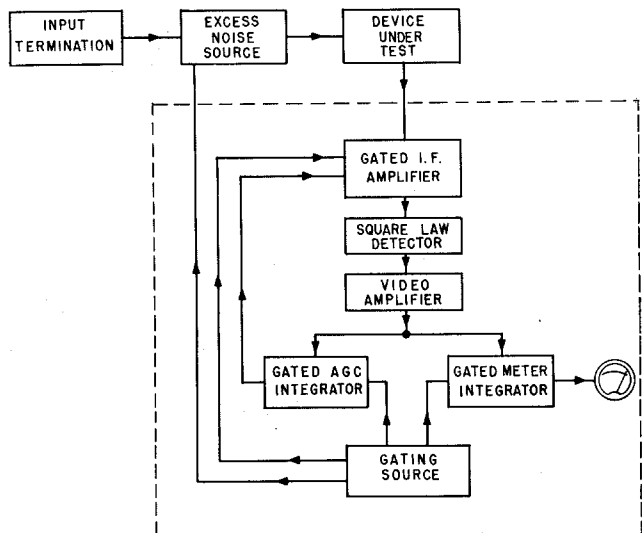 INPUT
TERMINATION
EXCESS
NOISE
SOURCE
DEVICE
UNDER
TEST
GATED I.F.
AMPLIFIER
SQUARE LAW
DETECTOR
VIDEO
AMPLIFIER
GATED AGC
INTEGRATOR
GATED METER
INTEGRATOR
GATING
SOURCE